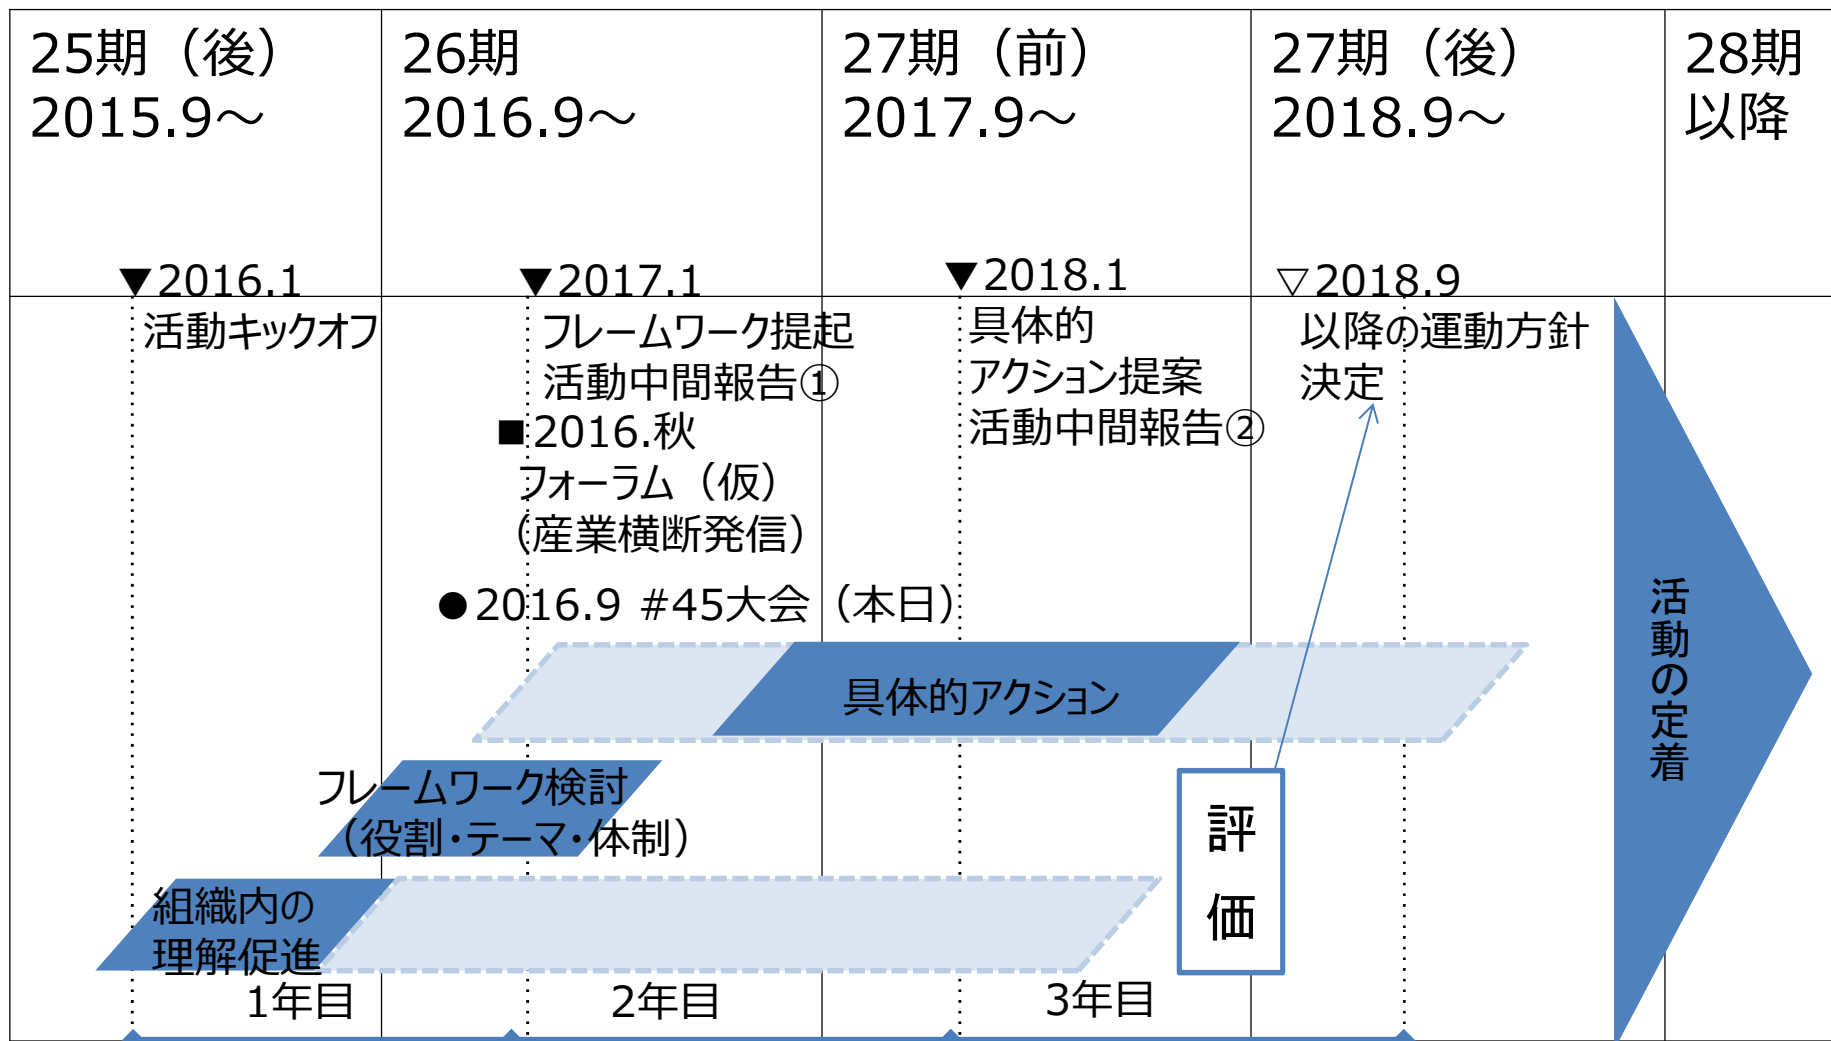 25期（後）
2015.9～
26期
2016.9～
27期（前）
2017.9～
27期（後）
2018.9～
28期
以降
▼2016.1
活動キックオフ
▼2017.1
フレームワーク提起
活動中間報告①
■2016.秋
フォーラム（仮）
（産業横断発信）
●2016.9 #45大会（本日）
▼2018.1
具体的
アクション提案
活動中間報告②
▽2018.9
以降の運動方針
決定
具体的アクション
フレームワーク検討
（役割・テーマ・体制）
組織内の
理解促進
評
価
活動の定着
1年目
2年目
3年目